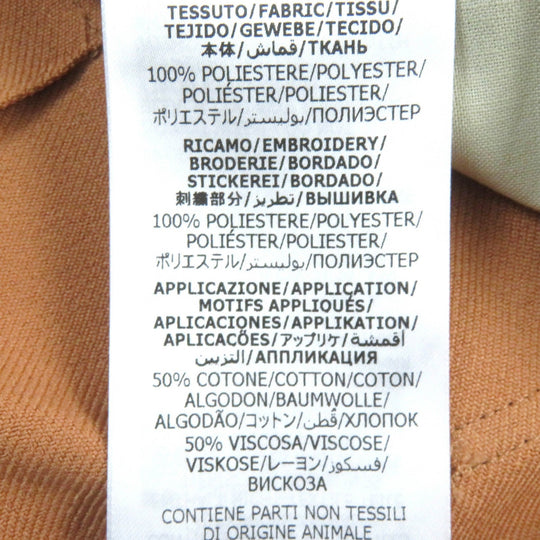 TESSUTO/FABRIC/TISSU/
TEJIDO/GEWEBE/TECIDO/
本体/قماش/ТКАНЬ
100% POLIESTERE/POLYESTER/
POLIÉSTER/POLIESTER/
ポリエステル/بوليستر/ПОЛИЭСТЕР
RICAMO/EMBROIDERY/
BRODERIE/BORDADO/
STICKEREI/BORDADO/
刺繍部分/تطريز/ВЫШИВКА
100% POLIESTERE/POLYESTER/
POLIÉSTER/POLIESTER/
ポリエステル/بوليستر/ПОЛИЭСТЕР
APPLICAZIONE/APPLICATION/
MOTIFS APPLIQUÉS/
APLICACIONES/APPLIKATION/
APLICAÇÕES/アップリケ/أقمشة
التزيين/АППЛИКАЦИЯ
50% COTONE/COTTON/COTON/
ALGODON/BAUMWOLLE/
ALGODÃO/コットン/قطن/ХЛОПОК
50% VISCOSA/VISCOSE/
VISKOSE/レーヨン/فسكوز/
ВИСКОЗА
CONTIENE PARTI NON TESSILI
DI ORIGINE ANIMALE